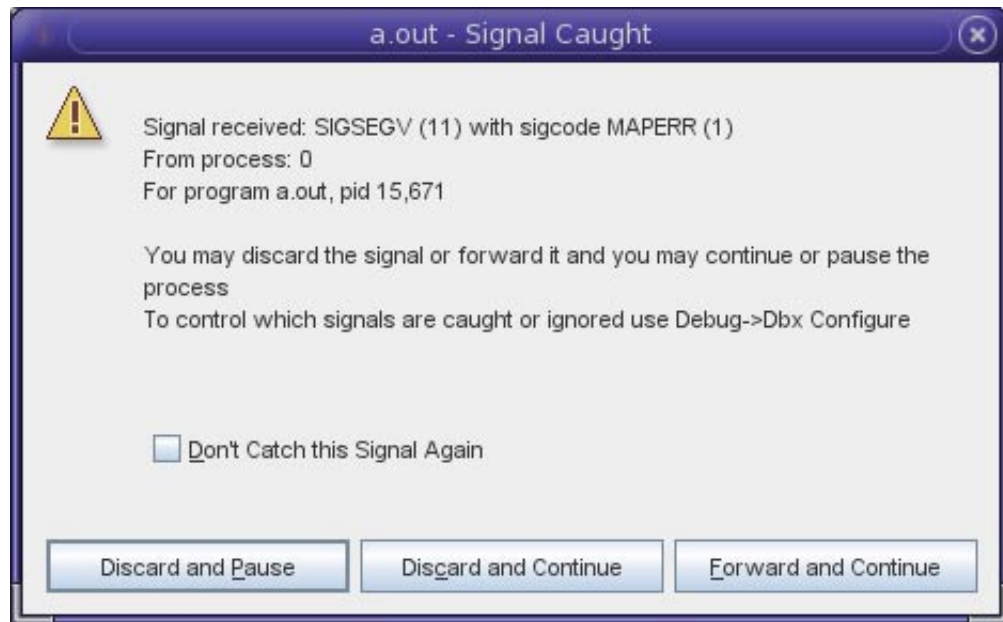 a.out - Signal Caught
Signal received: SIGSEGV (11) with sigcode MAPERR (1)
From process: 0
For program a.out, pid 15,671
You may discard the signal or forward it and you may continue or pause the
process
To control which signals are caught or ignored use Debug->Dbx Configure
Don't Catch this Signal Again
Discard and Pause
Discard and Continue
Forward and Continue